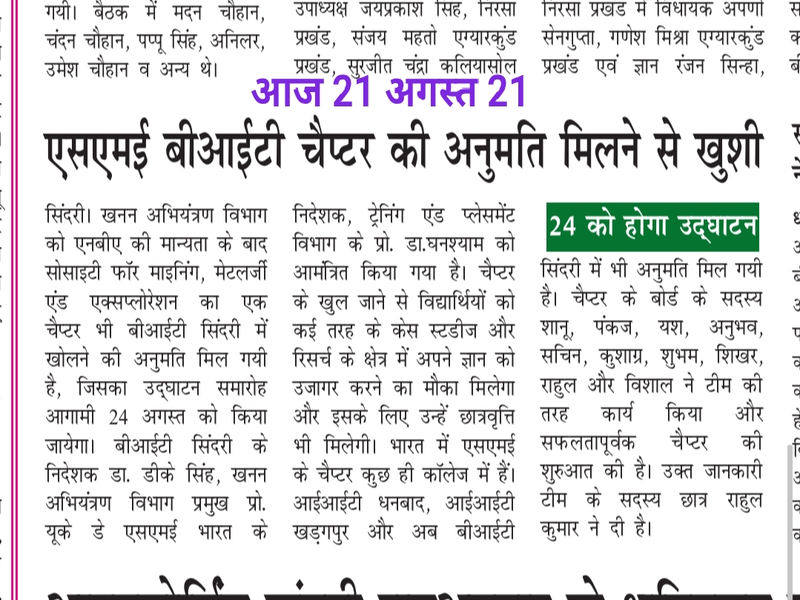 गयी। बैठक में मदन चौहान,
चंदन चौहान, पप्पू सिंह, अनिलर,
उमेश चौहान व अन्य थे।
उपाध्यक्ष जयप्रकाश सिंह, निरसा
प्रखंड, संजय महतो एग्यारकुंड
प्रखंड, सुरजीत चंद्रा कलियासोल
निरसा प्रखंड में विधायक अपर्णा
सेनगुप्ता, गणेश मिश्रा एग्यारकुंड
प्रखंड एवं ज्ञान रंजन सिन्हा,
आज 21 अगस्त 21
एसएमई बीआईटी चैप्टर की अनुमति मिलने से खुशी
सिंदरी। खनन अभियंत्रण विभाग
को एनबीए की मान्यता के बाद
सोसाइटी फॉर माइनिंग, मेटलर्जी
एंड एक्सप्लोरेशन का एक
चैप्टर भी बीआईटी सिंदरी में
खोलने की अनुमति मिल गयी
है, जिसका उद्घाटन समारोह
आगामी 24 अगस्त को किया
जायेगा। बीआईटी सिंदरी के
निदेशक डा. डीके सिंह, खनन
अभियंत्रण विभाग प्रमुख प्रो.
यूके डे एसएमई भारत के
निदेशक, ट्रेनिंग एंड प्लेसमेंट
विभाग के प्रो. डा.घनश्याम को
आमंत्रित किया गया है। चैप्टर
के खुल जाने से विद्यार्थियों को
कई तरह के केस स्टडीज और
रिसर्च के क्षेत्र में अपने ज्ञान को
उजागर करने का मौका मिलेगा
और इसके लिए उन्हें छात्रवृत्ति
भी मिलेगी। भारत में एसएमई
के चैप्टर कुछ ही कॉलेज में हैं।
आईआईटी धनबाद, आईआईटी
खड़गपुर और अब बीआईटी
24 को होगा उद्घाटन
सिंदरी में भी अनुमति मिल गयी
है। चैप्टर के बोर्ड के सदस्य
शानू, पंकज, यश, अनुभव,
सचिन, कुशाग्र, शुभम, शिखर,
राहुल और विशाल ने टीम की
तरह कार्य किया और
सफलतापूर्वक चैप्टर की
शुरुआत की है। उक्त जानकारी
टीम के सदस्य छात्र राहुल
कुमार ने दी है।